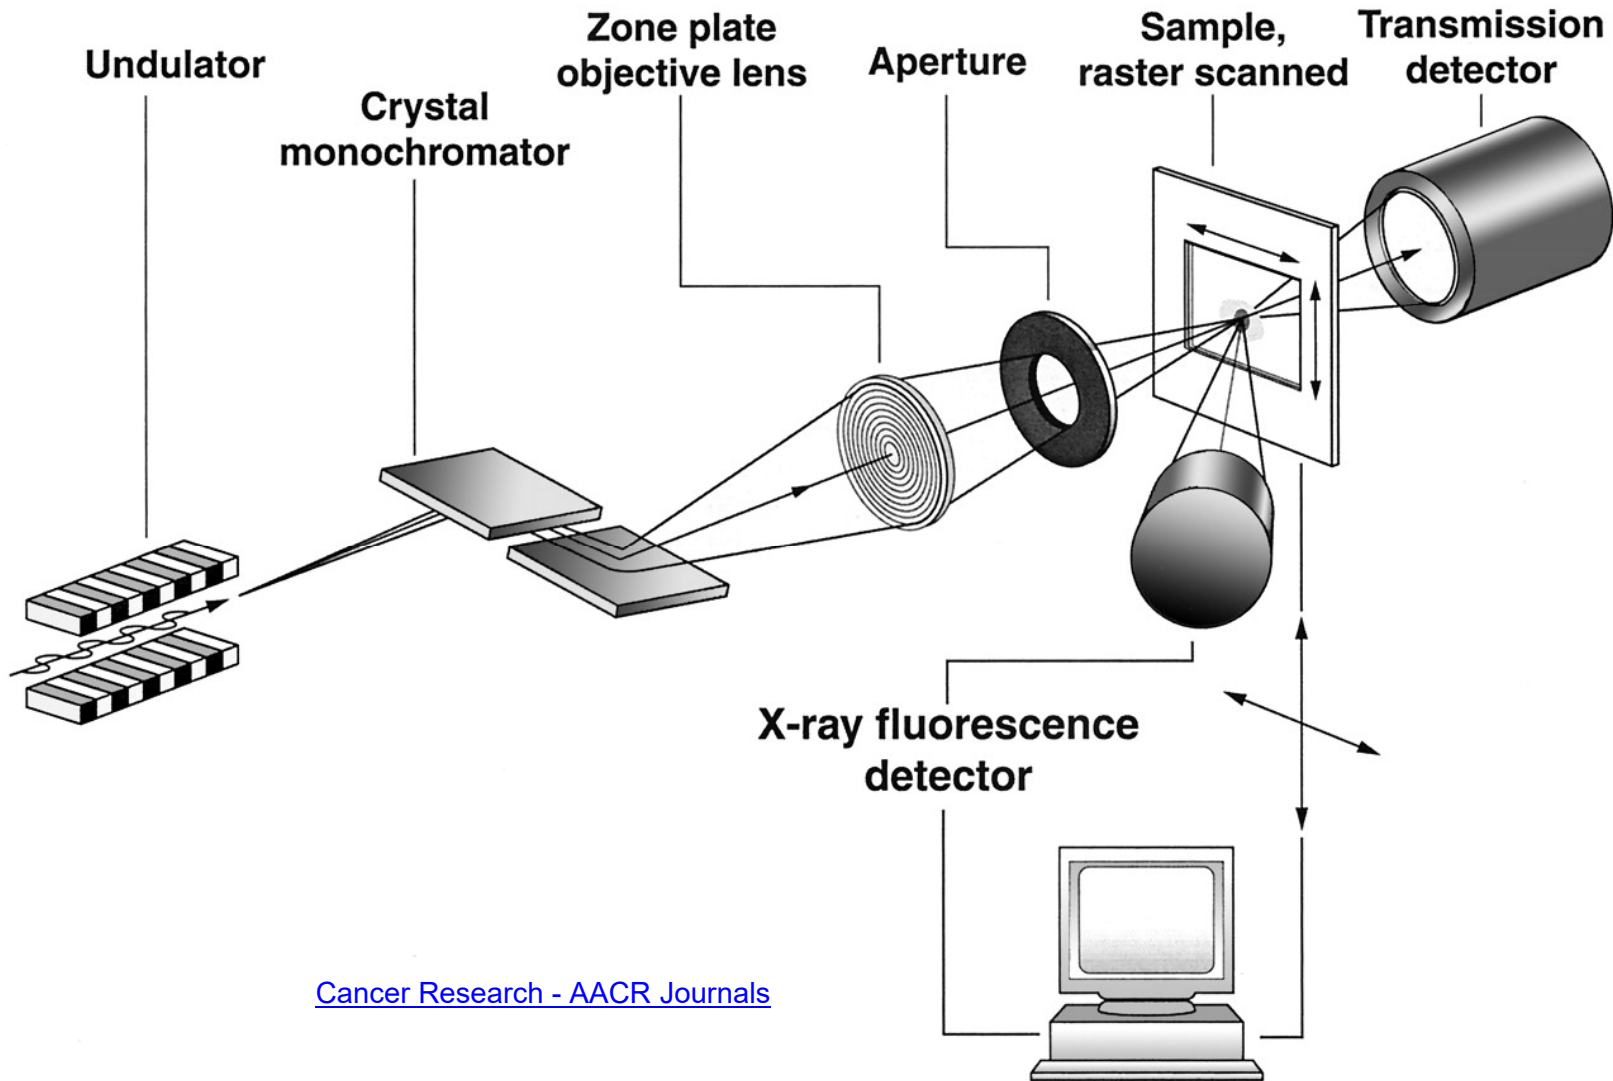 Undulator
Crystal
monochromator
Zone plate
objective lens
Aperture
Sample,
raster scanned
Transmission
detector
X-ray fluorescence
detector
Cancer Research - AACR Journals